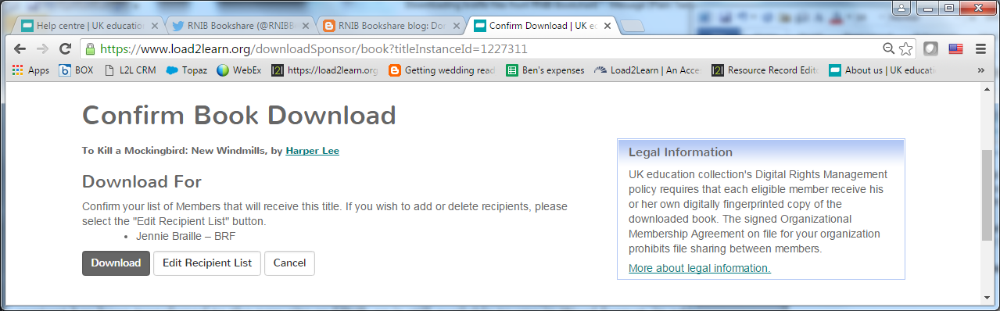 Help centre | UK education
RNIB Bookshare (@RNIBB
RNIB Bookshare blog: Dor
Confirm Download | UK e
https://www.load2learn.org/downloadSponsor/book?titleInstanceId=1227311
Apps
BOX
L2L CRM
Topaz
WebEx
https://load2learn.org
Getting wedding read
Ben's expenses
Load2Learn | An Acce
Resource Record Edito
About us | UK educati
»
Confirm Book Download
To Kill a Mockingbird: New Windmills, by Harper Lee
Download For
Confirm your list of Members that will receive this title. If you wish to add or delete recipients, please
select the "Edit Recipient List" button.
• Jennie Braille – BRF
Download
Edit Recipient List
Cancel
Legal Information
UK education collection's Digital Rights Management
policy requires that each eligible member receive his
or her own digitally fingerprinted copy of the
downloaded book. The signed Organizational
Membership Agreement on file for your organization
prohibits file sharing between members.
More about legal information.